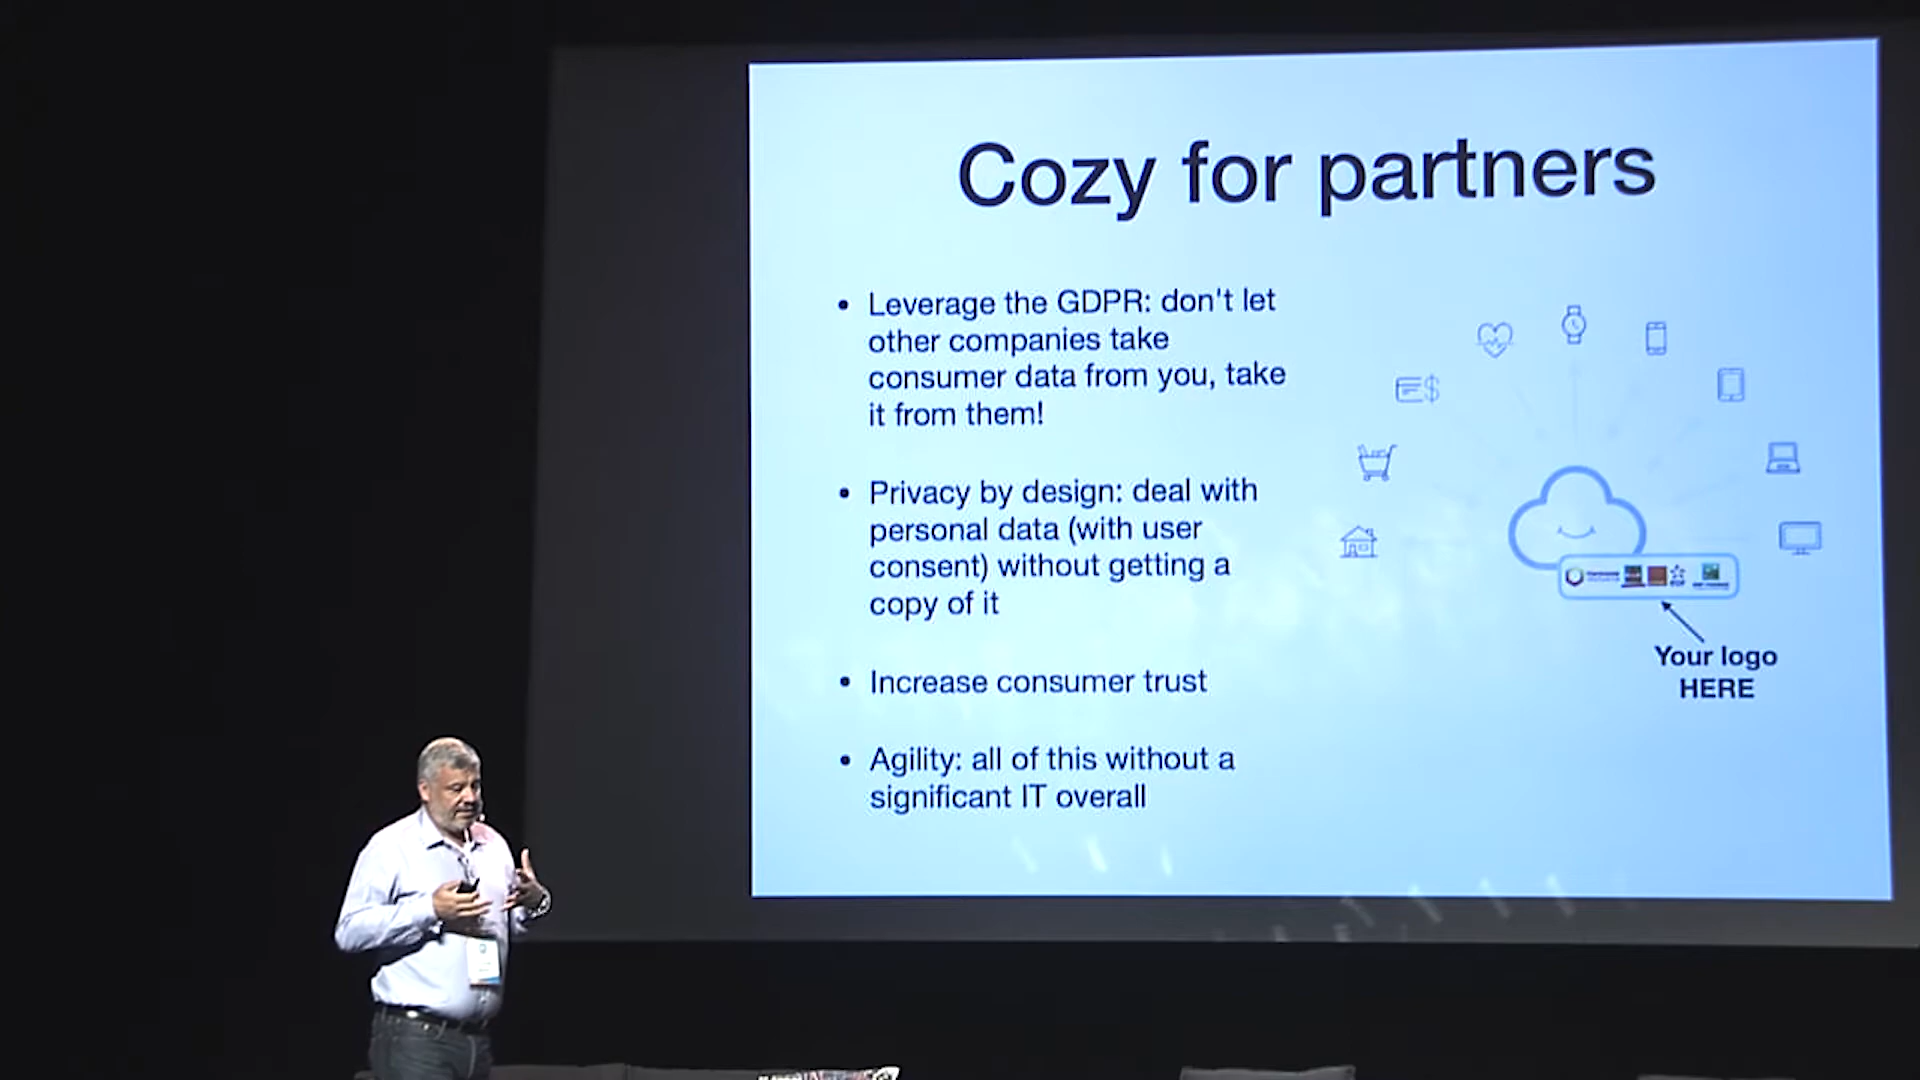 Cozy for partners
• Leverage the GDPR: don't let
other companies take
consumer data from you, take
it from them!
• Privacy by design: deal with
personal data (with user
consent) without getting a
copy of it
• Increase consumer trust
• Agility: all of this without a
significant IT overall
Your logo
HERE